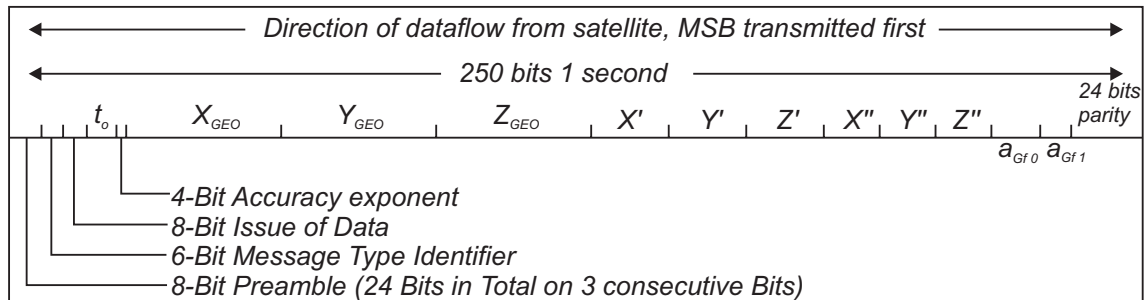 Direction of dataflow from satellite, MSB transmitted first
250 bits 1 second
t_o X_GEO Y_GEO Z_GEO X' Y' Z' X'' Y'' Z'' 24 bits parity
a_Gf 0 a_Gf 1
4-Bit Accuracy exponent
8-Bit Issue of Data
6-Bit Message Type Identifier
8-Bit Preamble (24 Bits in Total on 3 consecutive Bits)